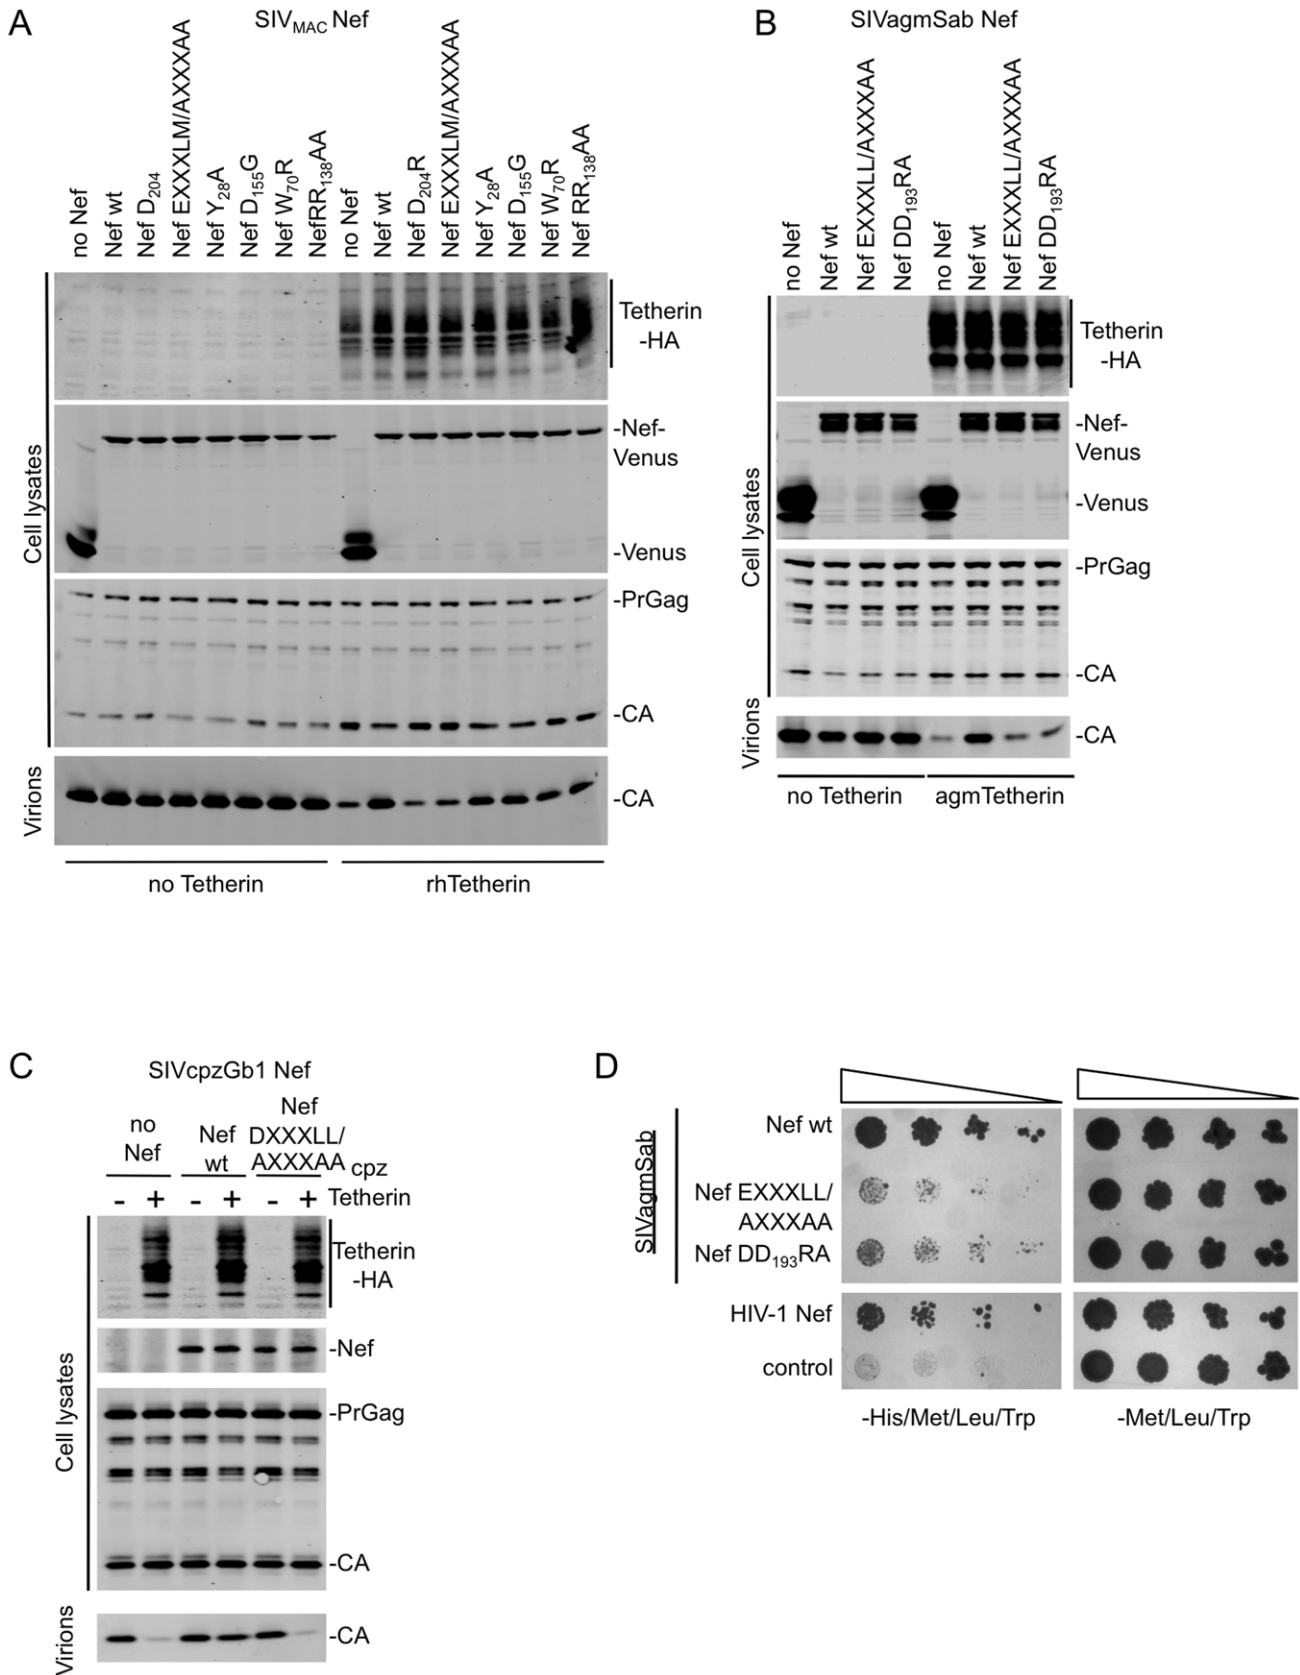 A
SIVMAC Nef
no Nef
Nef wt
Nef D204
Nef EXXXLM/AXXXAA
Nef Y28A
Nef D155G
Nef W70R
NefRR138AA
no Nef
Nef wt
Nef D204R
Nef EXXXLM/AXXXAA
Nef Y28A
Nef D155G
Nef W70R
Nef RR138AA
Cell lysates
Tetherin
-HA
-Nef-
Venus
-Venus
-PrGag
-CA
Virions
-CA
no Tetherin
rhTetherin
B
SIVagmSab Nef
no Nef
Nef wt
Nef EXXXLL/AXXXAA
Nef DD193RA
no Nef
Nef wt
Nef EXXXLL/AXXXAA
Nef DD193RA
Cell lysates
Tetherin
-HA
-Nef-
Venus
-Venus
-PrGag
-CA
Virions
-CA
no Tetherin
agmTetherin
C
SIVcpzGb1 Nef
no
Nef
Nef
wt
Nef
DXXXLL/
AXXXAA
cpz
Tetherin
- + - + - +
Cell lysates
Tetherin
-HA
-Nef
-PrGag
-CA
Virions
-CA
D
SIVagmSab
Nef wt
Nef EXXXLL/
AXXXAA
Nef DD193RA
HIV-1 Nef
control
-His/Met/Leu/Trp
-Met/Leu/Trp